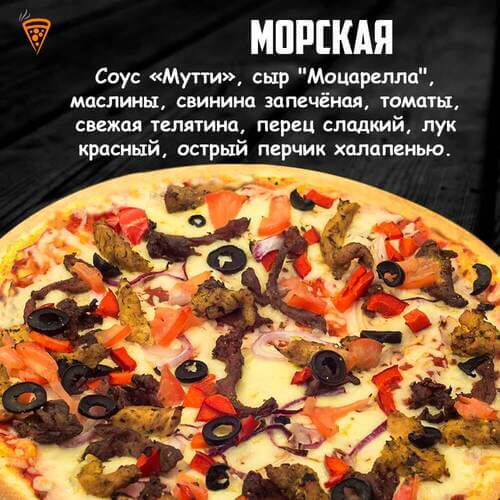 МОРСКАЯ
Соус «Мутти», сыр "Моцарелла",
маслины, свинина запечёная, томаты,
свежая телятина, перец сладкий, лук
красный, острый перчик халапенью.